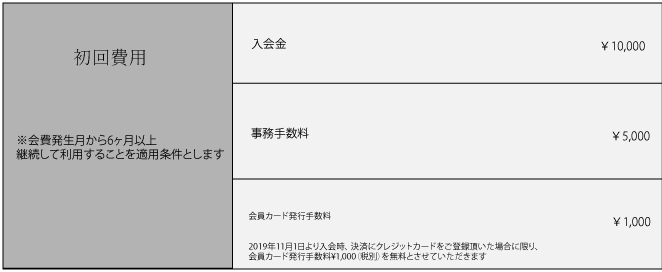 初回費用
※会費発生月から6ヶ月以上
継続して利用することを適用条件とします
入会金 ¥10,000
事務手数料 ¥5,000
会員カード発行手数料 ¥1,000
2019年11月1日より入会時、決済にクレジットカードをご登録頂いた場合に限り、
会員カード発行手数料¥1,000(税別)を無料とさせていただきます